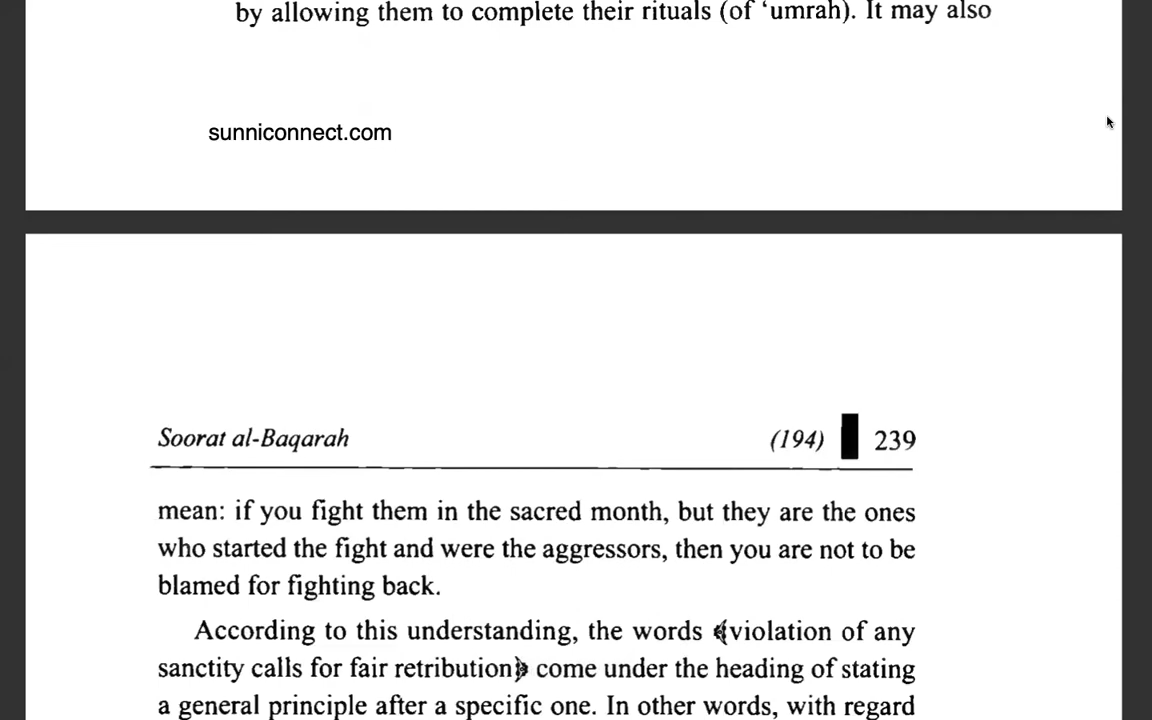 by allowing them to complete their rituals (of ‘umrah). It may also
sunniconnect.com
Soorat al-Baqarah (194) 239
mean: if you fight them in the sacred month, but they are the ones
who started the fight and were the aggressors, then you are not to be
blamed for fighting back.
According to this understanding, the words ﴾violation of any
sanctity calls for fair retribution﴿ come under the heading of stating
a general principle after a specific one. In other words, with regard